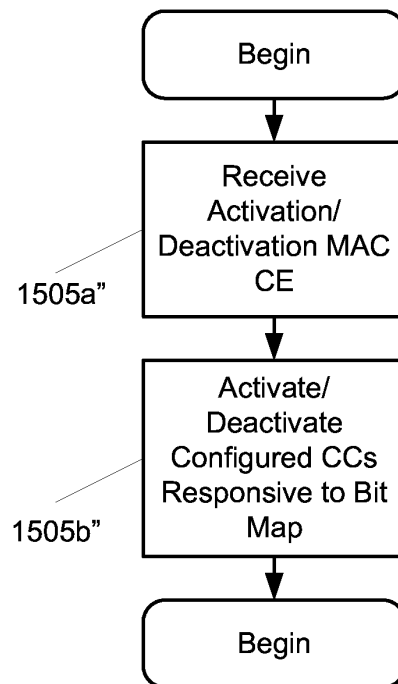 Begin
Receive
Activation/
Deactivation MAC
CE
1505a”
Activate/
Deactivate
Configured CCs
Responsive to Bit
Map
1505b”
Begin